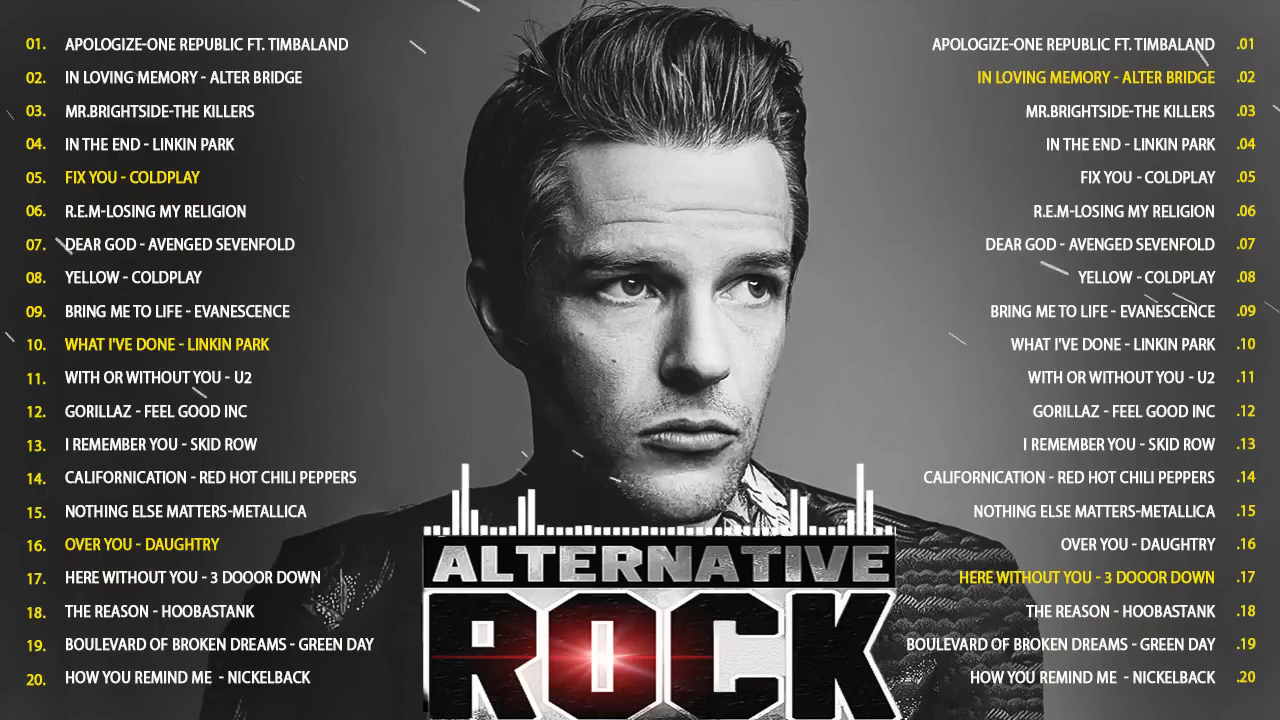 01. APOLOGIZE-ONE REPUBLIC FT. TIMBALAND
02. IN LOVING MEMORY - ALTER BRIDGE
03. MR.BRIGHTSIDE-THE KILLERS
04. IN THE END - LINKIN PARK
05. FIX YOU - COLDPLAY
06. R.E.M-LOSING MY RELIGION
07. DEAR GOD - AVENGED SEVENFOLD
08. YELLOW - COLDPLAY
09. BRING ME TO LIFE - EVANESCENCE
10. WHAT I'VE DONE - LINKIN PARK
11. WITH OR WITHOUT YOU - U2
12. GORILLAZ - FEEL GOOD INC
13. I REMEMBER YOU - SKID ROW
14. CALIFORNICATION - RED HOT CHILI PEPPERS
15. NOTHING ELSE MATTERS-METALLICA
16. OVER YOU - DAUGHTRY
17. HERE WITHOUT YOU - 3 DOOOR DOWN
18. THE REASON - HOOBASTANK
19. BOULEVARD OF BROKEN DREAMS - GREEN DAY
20. HOW YOU REMIND ME - NICKELBACK
ALTERNATIVE
ROCK
APOLOGIZE-ONE REPUBLIC FT. TIMBALAND .01
IN LOVING MEMORY - ALTER BRIDGE .02
MR.BRIGHTSIDE-THE KILLERS .03
IN THE END - LINKIN PARK .04
FIX YOU - COLDPLAY .05
R.E.M-LOSING MY RELIGION .06
DEAR GOD - AVENGED SEVENFOLD .07
YELLOW - COLDPLAY .08
BRING ME TO LIFE - EVANESCENCE .09
WHAT I'VE DONE - LINKIN PARK .10
WITH OR WITHOUT YOU - U2 .11
GORILLAZ - FEEL GOOD INC .12
I REMEMBER YOU - SKID ROW .13
CALIFORNICATION - RED HOT CHILI PEPPERS .14
NOTHING ELSE MATTERS-METALLICA .15
OVER YOU - DAUGHTRY .16
HERE WITHOUT YOU - 3 DOOOR DOWN .17
THE REASON - HOOBASTANK .18
BOULEVARD OF BROKEN DREAMS - GREEN DAY .19
HOW YOU REMIND ME - NICKELBACK .20